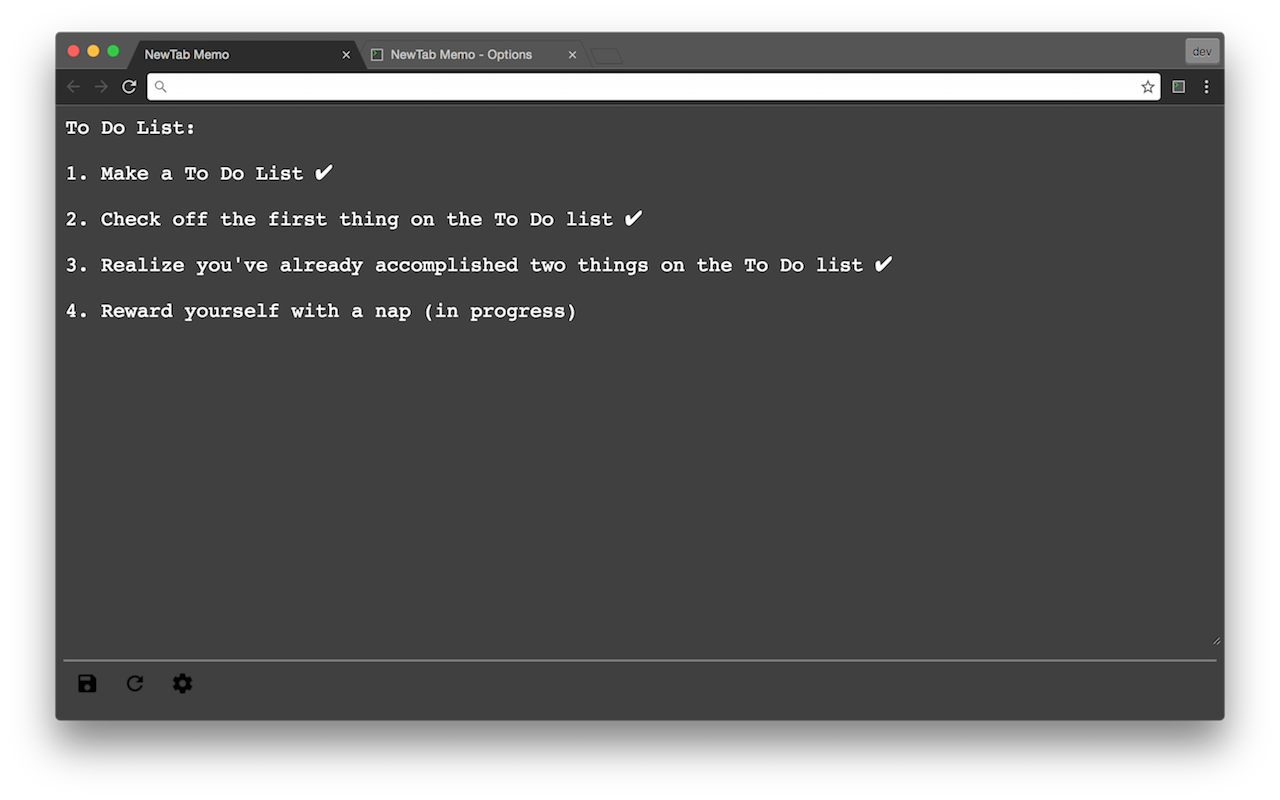 NewTab Memo
NewTab Memo - Options
dev
To Do List:
1. Make a To Do List ✔
2. Check off the first thing on the To Do list ✔
3. Realize you've already accomplished two things on the To Do list ✔
4. Reward yourself with a nap (in progress)